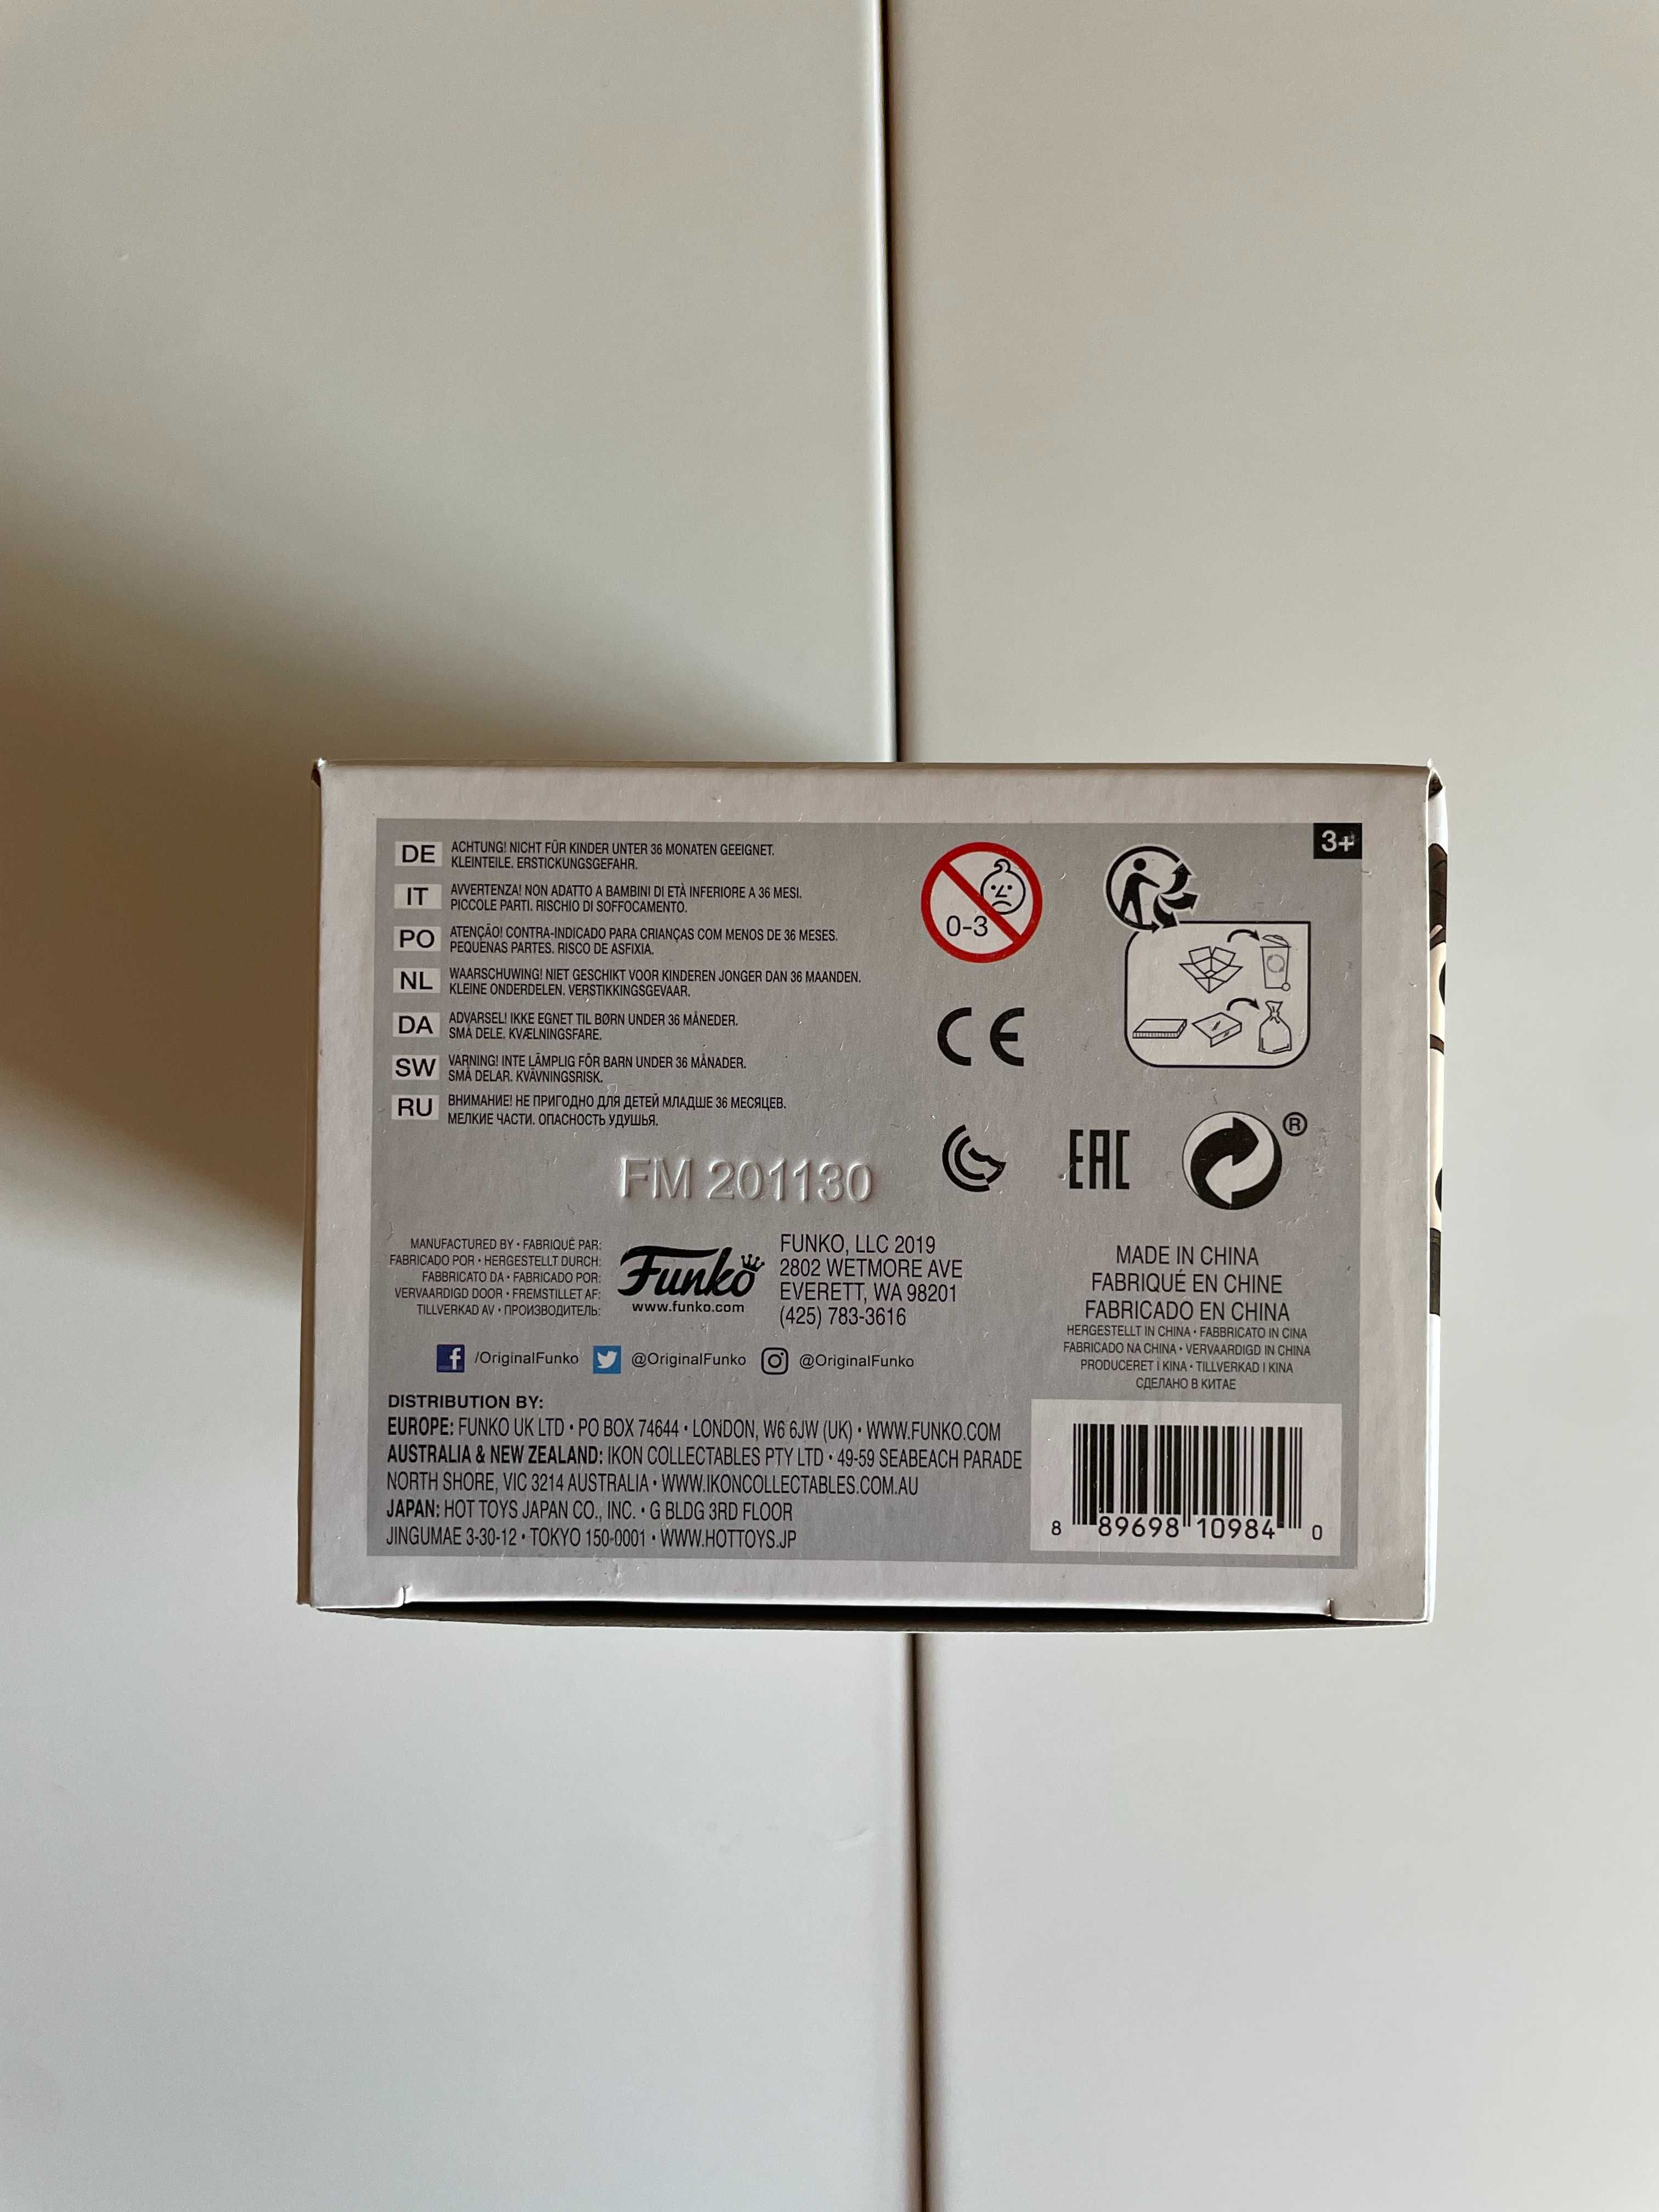 3+
DE
ACHTUNG! NICHT FÜR KINDER UNTER 36 MONATEN GEEIGNET.
KLEINTEILE. ERSTICKUNGSGEFAHR.
IT
AVVERTENZA! NON ADATTO A BAMBINI DI ETÀ INFERIORE A 36 MESI.
PICCOLE PARTI. RISCHIO DI SOFFOCAMENTO.
PO
ATENÇÃO! CONTRA-INDICADO PARA CRIANÇAS COM MENOS DE 36 MESES.
PEQUENAS PARTES. RISCO DE ASFIXIA.
NL
WAARSCHUWING! NIET GESCHIKT VOOR KINDEREN JONGER DAN 36 MAANDEN.
KLEINE ONDERDELEN. VERSTIKKINGSGEVAAR.
DA
ADVARSEL! IKKE EGNET TIL BØRN UNDER 36 MÅNEDER.
SMÅ DELE. KVÆLNINGSFARE.
SW
VARNING! INTE LÄMPLIG FÖR BARN UNDER 36 MÅNADER.
SMÅ DELAR. KVÄVNINGSRISK.
RU
ВНИМАНИЕ! НЕ ПРИГОДНО ДЛЯ ДЕТЕЙ МЛАДШЕ 36 МЕСЯЦЕВ.
МЕЛКИЕ ЧАСТИ. ОПАСНОСТЬ УДУШЬЯ.
0-3
CE
EAC
®
FM 201130
MANUFACTURED BY • FABRIQUÉ PAR:
FABRICADO POR • HERGESTELLT DURCH:
FABBRICATO DA • FABRICADO POR:
VERVAARDIGD DOOR • FREMSTILLET AF:
TILLVERKAD AV • ПРОИЗВОДИТЕЛЬ:
Funko
www.funko.com
FUNKO, LLC 2019
2802 WETMORE AVE
EVERETT, WA 98201
(425) 783-3616
/OriginalFunko @OriginalFunko @OriginalFunko
MADE IN CHINA
FABRIQUÉ EN CHINE
FABRICADO EN CHINA
HERGESTELLT IN CHINA • FABBRICATO IN CINA
FABRICADO NA CHINA • VERVAARDIGD IN CHINA
PRODUCERET I KINA • TILLVERKAD I KINA
СДЕЛАНО В КИТАЕ
DISTRIBUTION BY:
EUROPE: FUNKO UK LTD • PO BOX 74644 • LONDON, W6 6JW (UK) • WWW.FUNKO.COM
AUSTRALIA & NEW ZEALAND: IKON COLLECTABLES PTY LTD • 49-59 SEABEACH PARADE
NORTH SHORE, VIC 3214 AUSTRALIA • WWW.IKONCOLLECTABLES.COM.AU
JAPAN: HOT TOYS JAPAN CO., INC. • G BLDG 3RD FLOOR
JINGUMAE 3-30-12 • TOKYO 150-0001 • WWW.HOTTOYS.JP
8 89698 10984 0